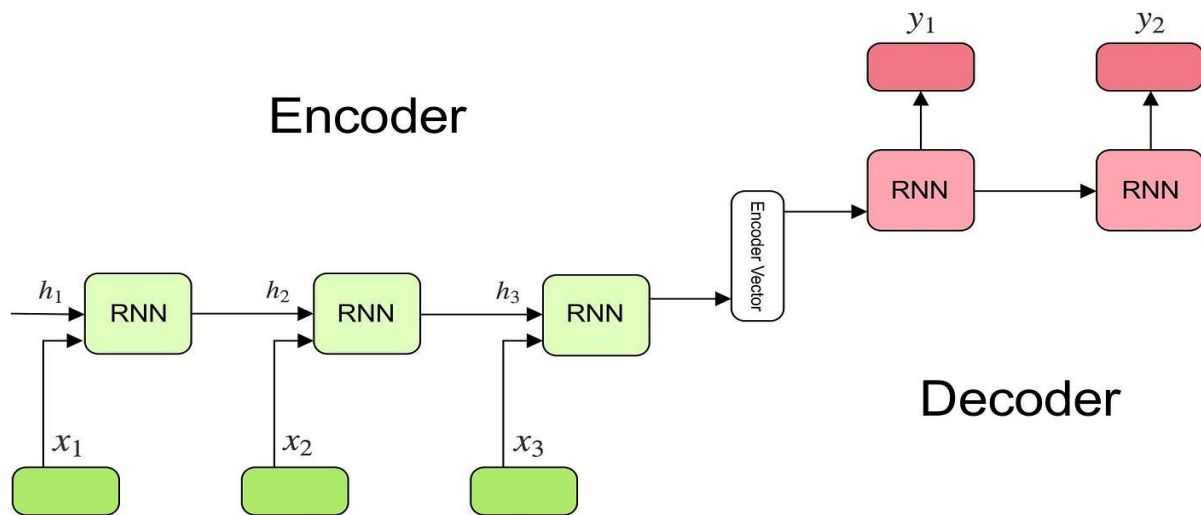 y₁
y₂
Encoder
RNN
RNN
Encoder Vector
h₁
RNN
h₂
RNN
h₃
RNN
Decoder
x₁
x₂
x₃